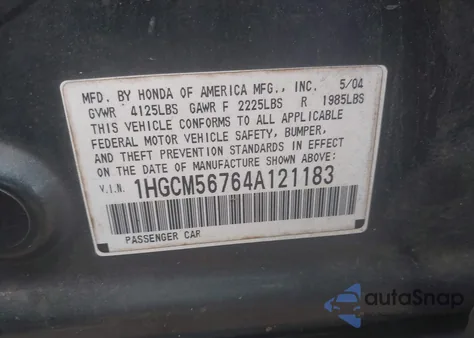 MFD. BY HONDA OF AMERICA MFG., INC. 5/04
GVWR 4125LBS GAWR F 2225LBS R 1985LBS
THIS VEHICLE CONFORMS TO ALL APPLICABLE
FEDERAL MOTOR VEHICLE SAFETY, BUMPER,
AND THEFT PREVENTION STANDARDS IN EFFECT
ON THE DATE OF MANUFACTURE SHOWN ABOVE.
V.I.N. 1HGCM56764A121183
PASSENGER CAR
autoSnap